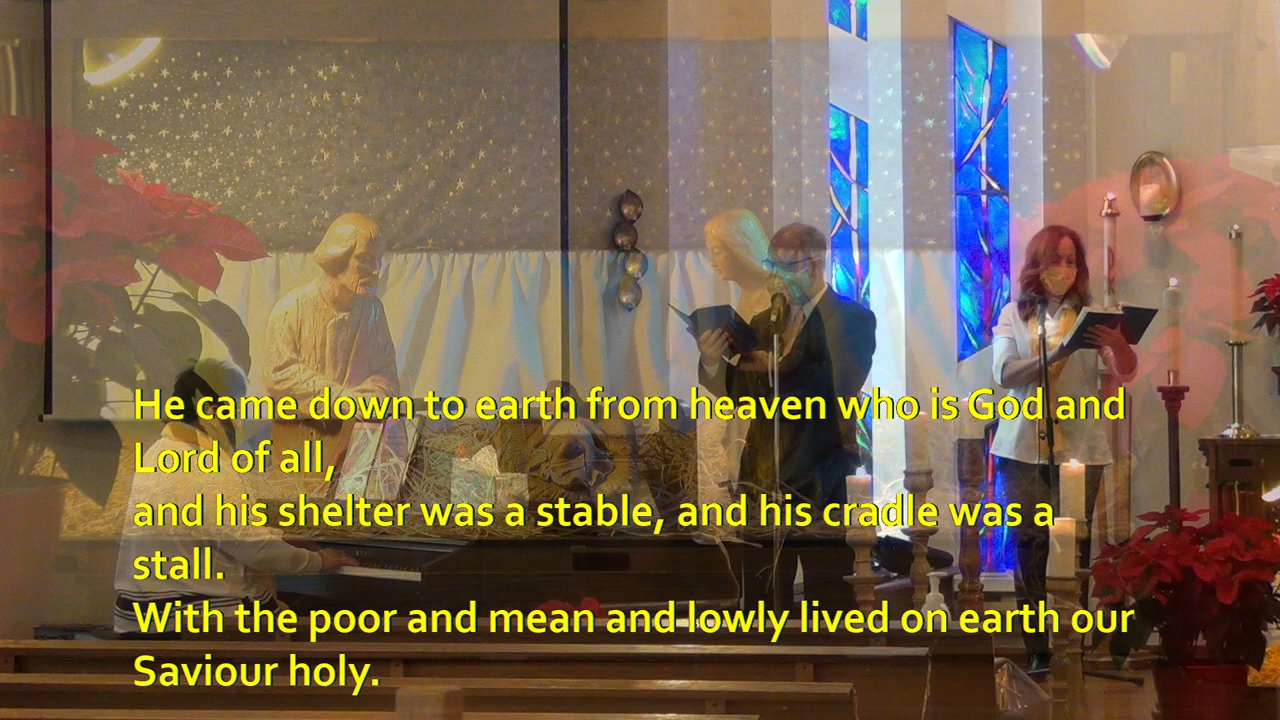 He came down to earth from heaven who is God and
Lord of all,
and his shelter was a stable, and his cradle was a
stall.
With the poor and mean and lowly lived on earth our
Saviour holy.